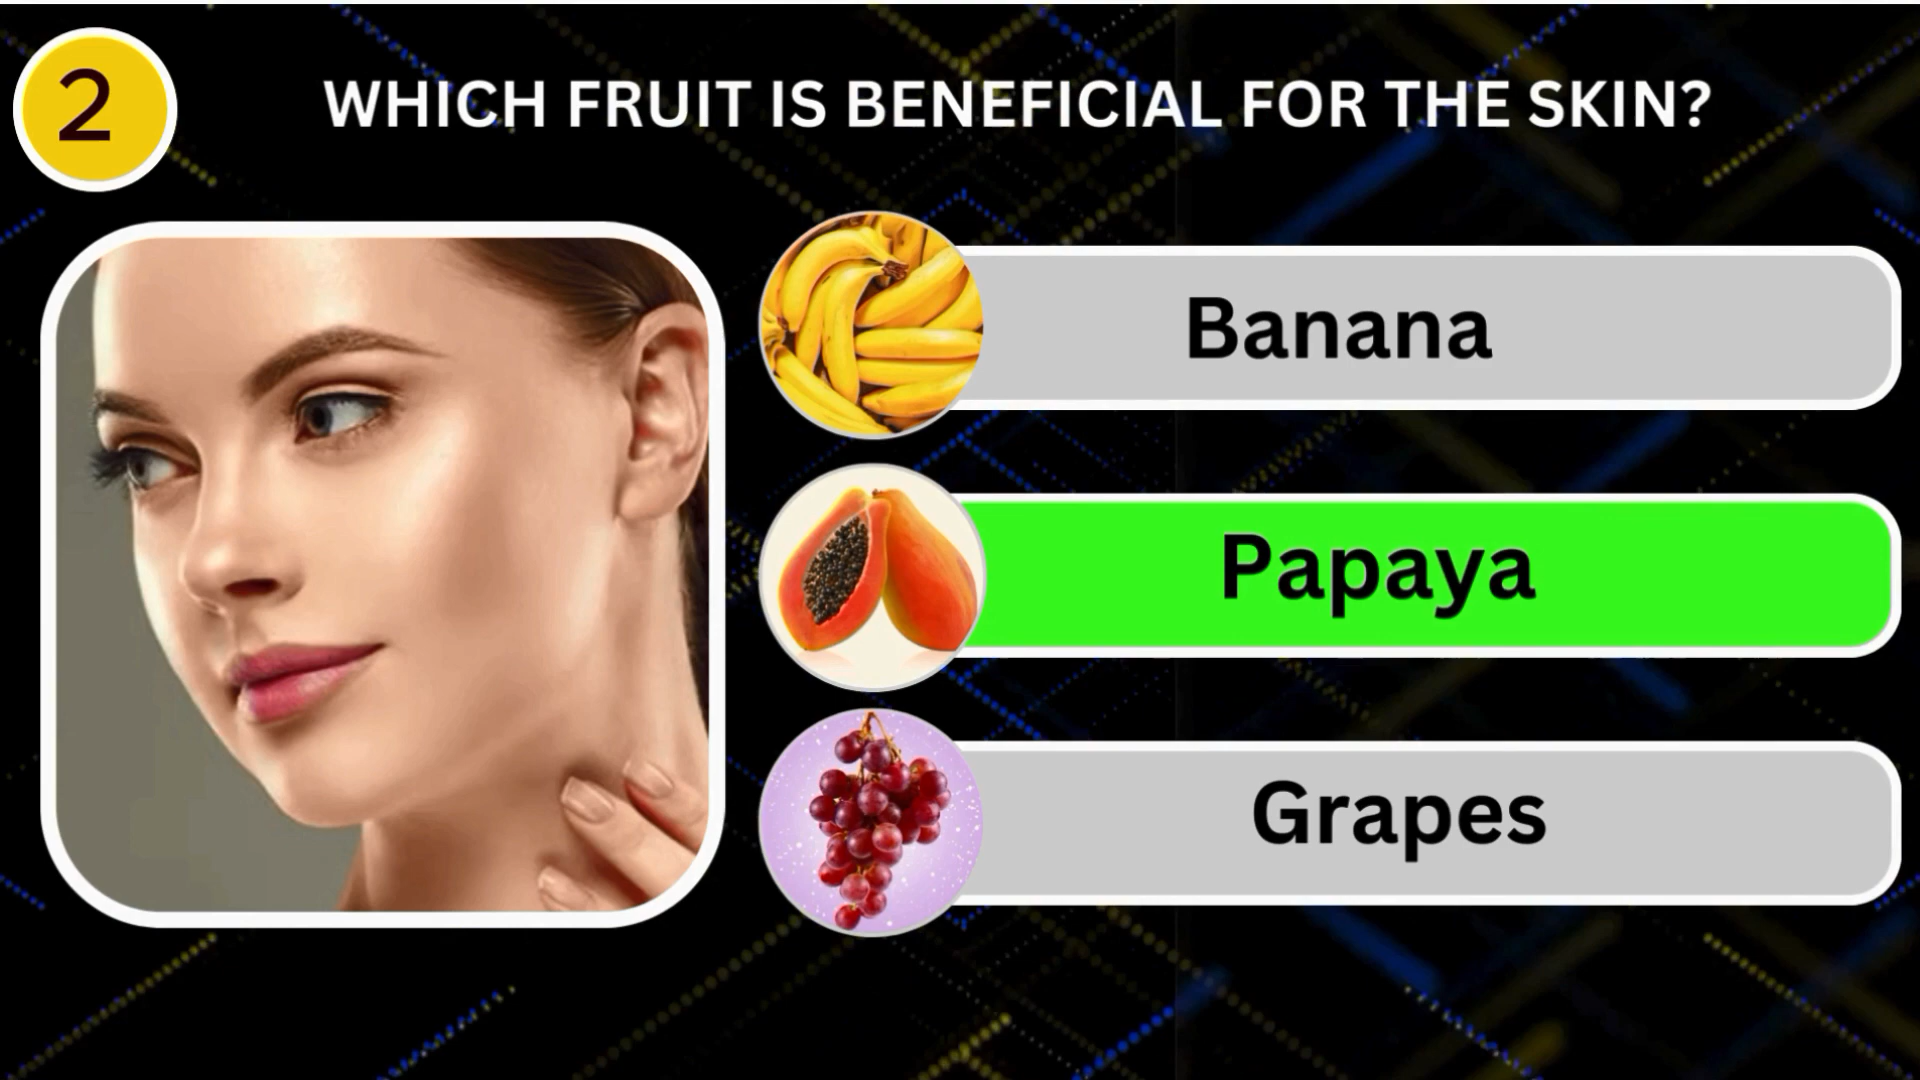 2
WHICH FRUIT IS BENEFICIAL FOR THE SKIN?
Banana
Papaya
Grapes